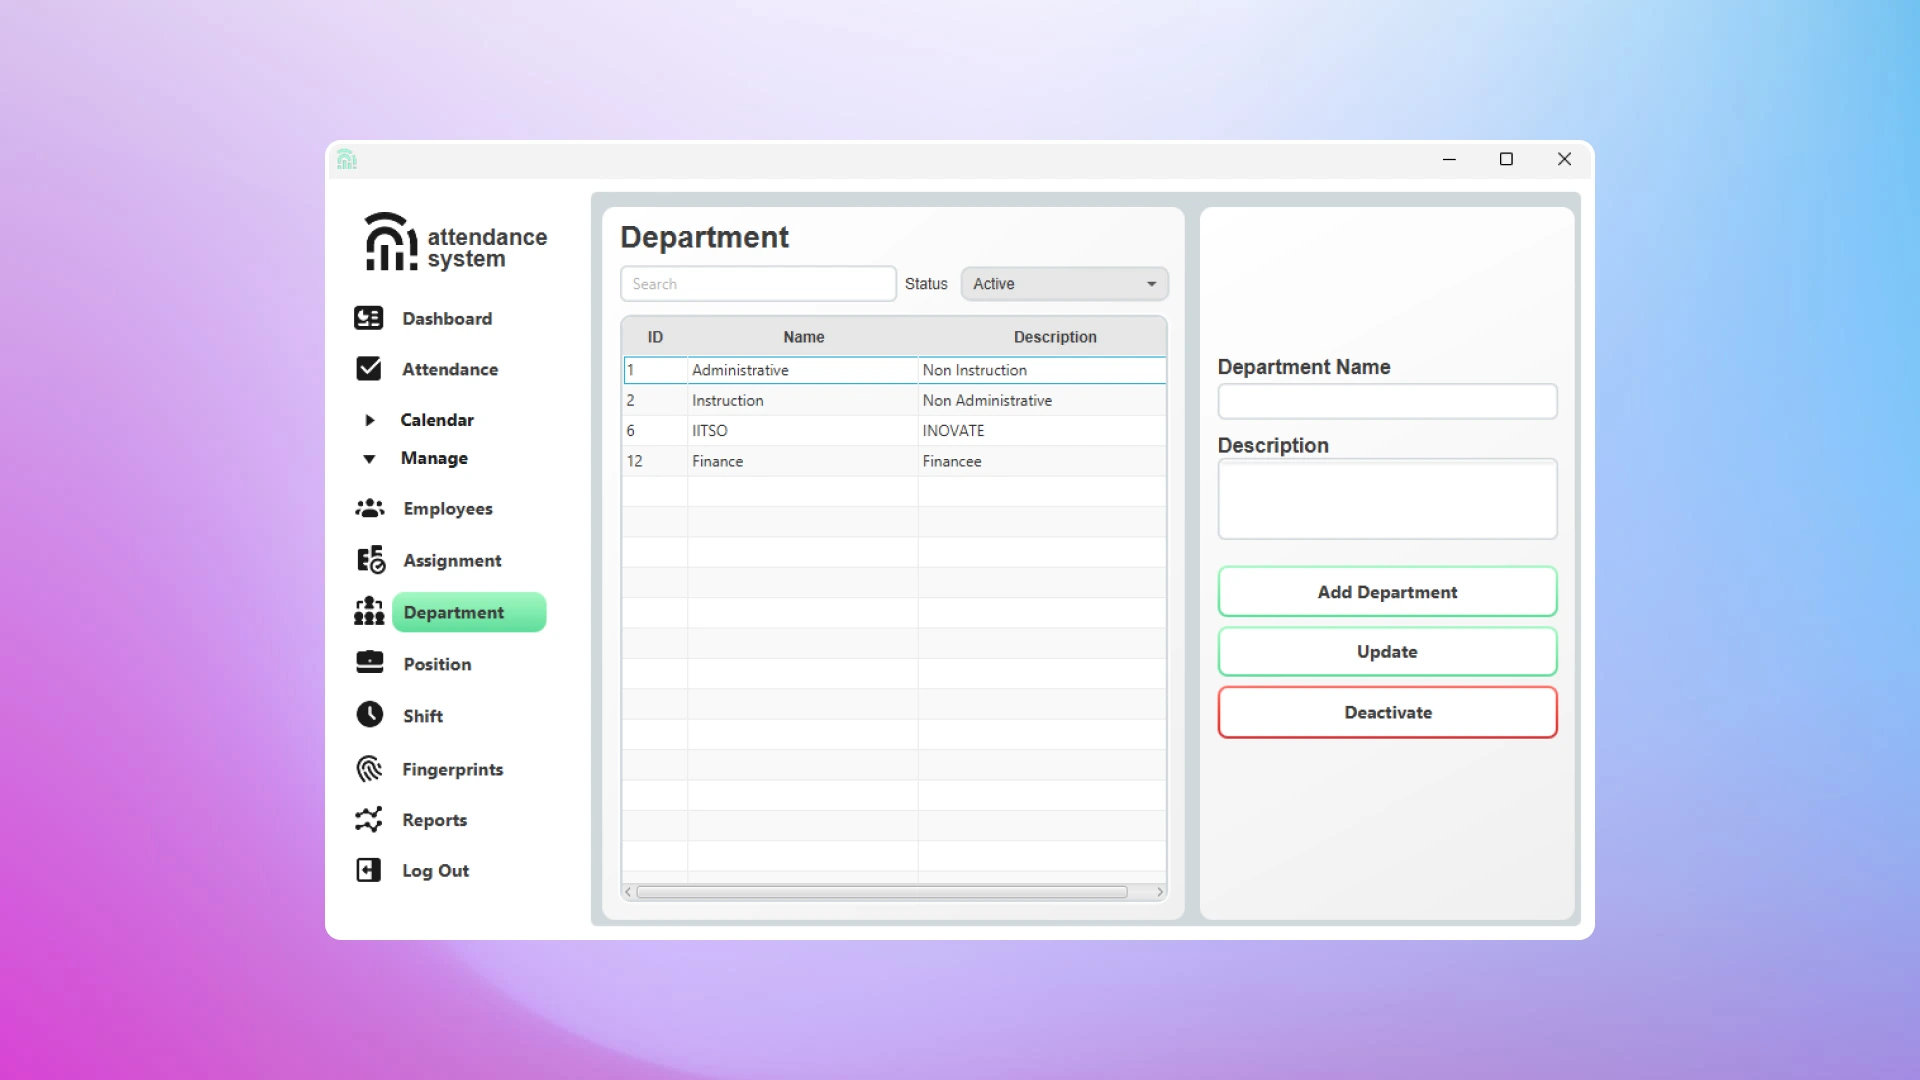 attendance
system
Dashboard
Attendance
Calendar
Manage
Employees
Assignment
Department
Position
Shift
Fingerprints
Reports
Log Out
Department
Search Status Active
ID Name Description
1 Administrative Non Instruction
2 Instruction Non Administrative
6 IITSO INOVATE
12 Finance Financee
Department Name
Description
Add Department
Update
Deactivate